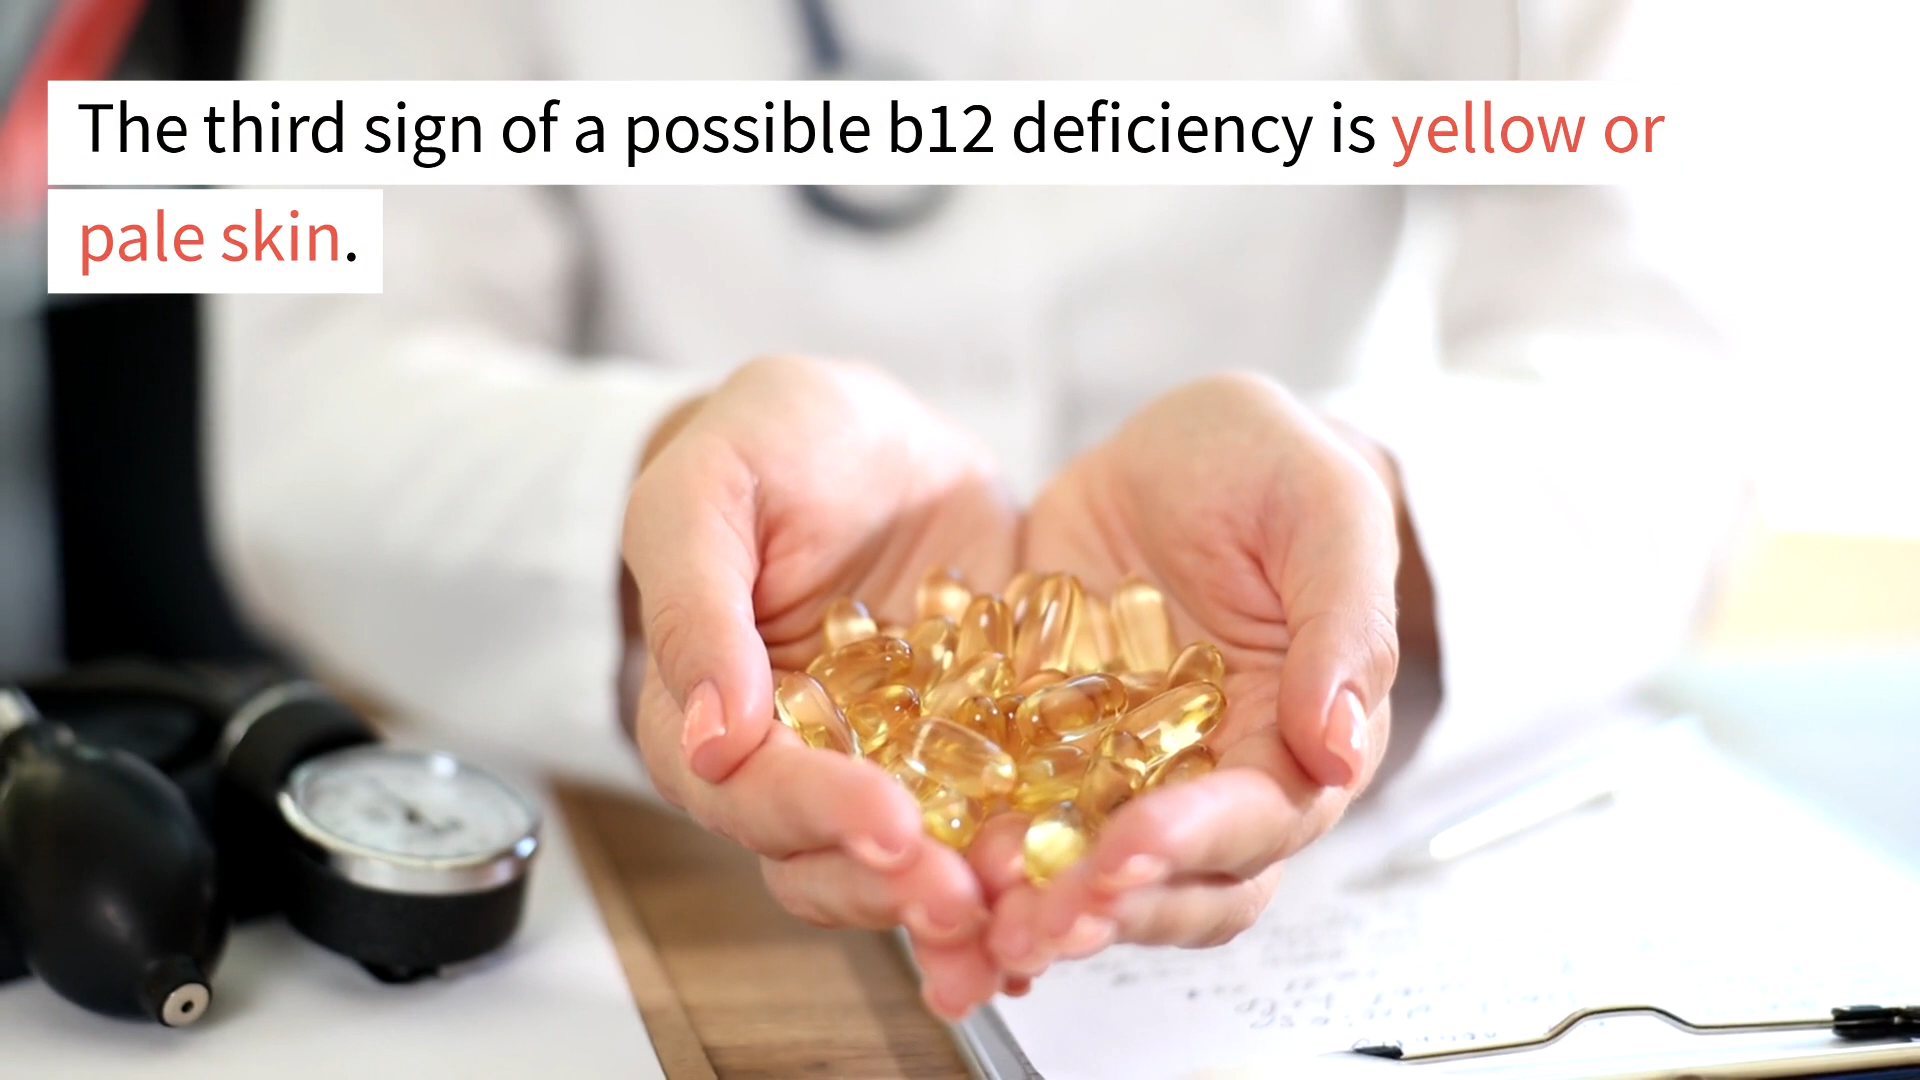 The third sign of a possible b12 deficiency is yellow or
pale skin.